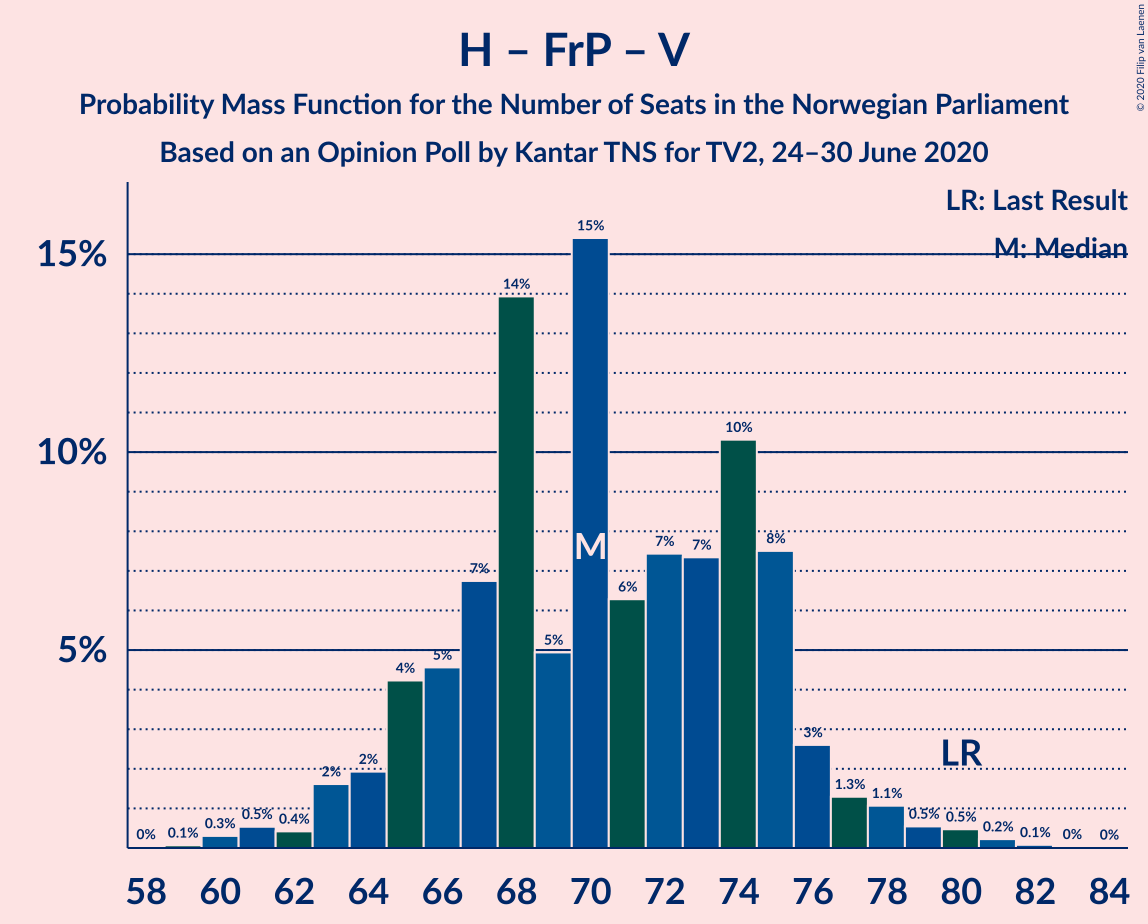 H – FrP – V
Probability Mass Function for the Number of Seats in the Norwegian Parliament
Based on an Opinion Poll by Kantar TNS for TV2, 24–30 June 2020
© 2020 Filip van Laenen
LR: Last Result
M: Median
15%
10%
5%
0% 0.1% 0.3% 0.5% 0.4% 2% 2% 4% 5% 7% 14% 5% 15% 6% 7% 7% 10% 8% 3% 1.3% 1.1% 0.5% 0.5% 0.2% 0.1% 0% 0%
M
LR
58 60 62 64 66 68 70 72 74 76 78 80 82 84